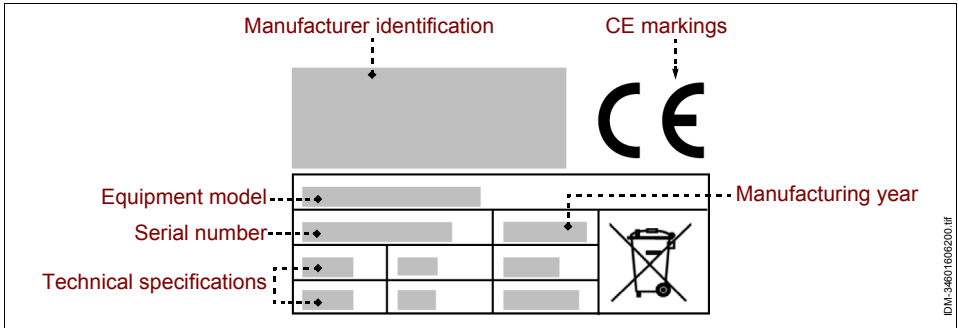 Manufacturer identification
CE markings
CE
Equipment model
Manufacturing year
Serial number
Technical specifications
IDM-34601606200.tif